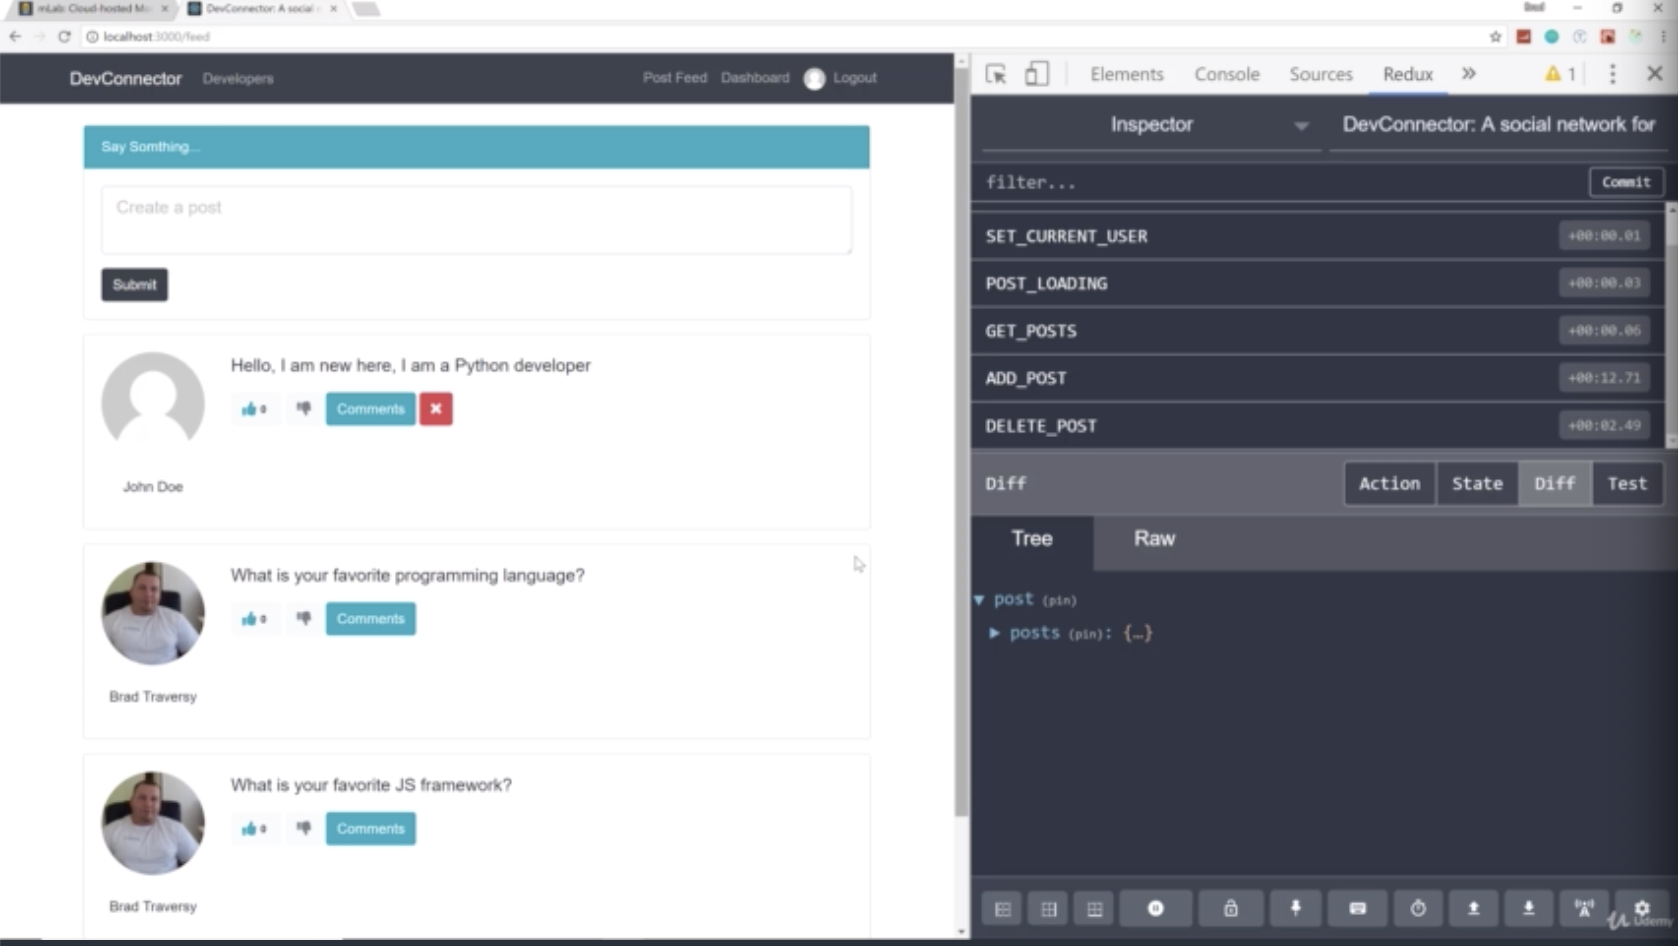 mLab: Cloud-hosted Mo
DevConnector: A social n
localhost:3000/feed
DevConnector
Developers
Post Feed
Dashboard
Logout
Say Somthing...
Create a post
Submit
Hello, I am new here, I am a Python developer
0
Comments
John Doe
What is your favorite programming language?
0
Comments
Brad Traversy
What is your favorite JS framework?
0
Comments
Brad Traversy
Elements Console Sources Redux » 1
Inspector
DevConnector: A social network for
filter...
Commit
SET_CURRENT_USER +00:00.01
POST_LOADING +00:00.03
GET_POSTS +00:00.06
ADD_POST +00:12.71
DELETE_POST +00:02.49
Diff
Action State Diff Test
Tree Raw
post (pin)
posts (pin): {…}
Udemy